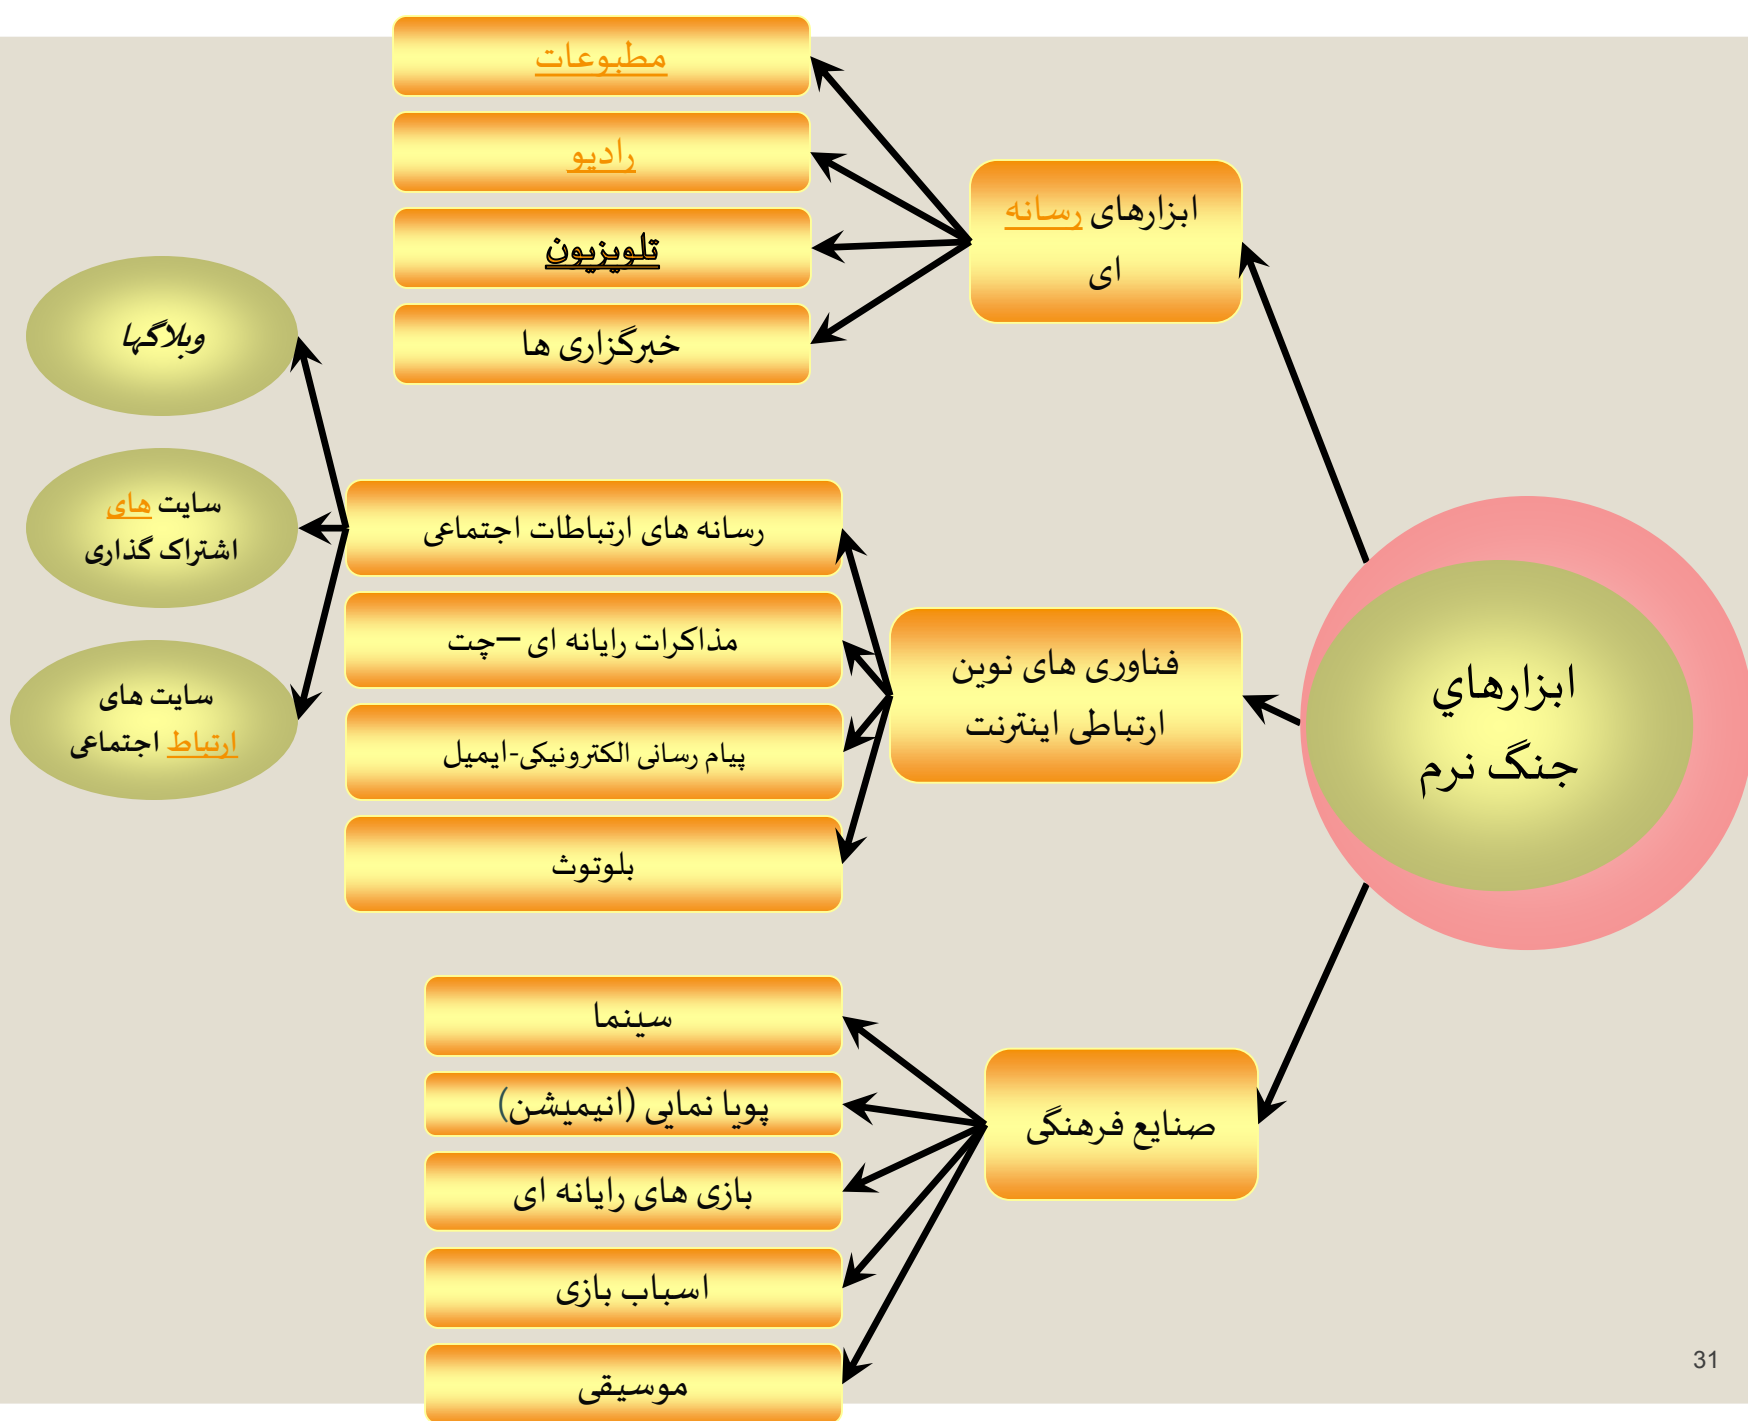 ابزارهاي
جنگ نرم
ابزارهای رسانه
ای
مطبوعات
رادیو
تلویزیون
خبرگزاری ها
فناوری های نوین
ارتباطی اینترنت
رسانه های ارتباطات اجتماعی
مذاکرات رایانه ای –چت
پیام رسانی الکترونیکی-ایمیل
بلوتوث
وبلاگها
سایت های
اشتراک گذاری
سایت های
ارتباط اجتماعی
صنایع فرهنگی
سینما
پویا نمایی (انیمیشن)
بازی های رایانه ای
اسباب بازی
موسیقی
31